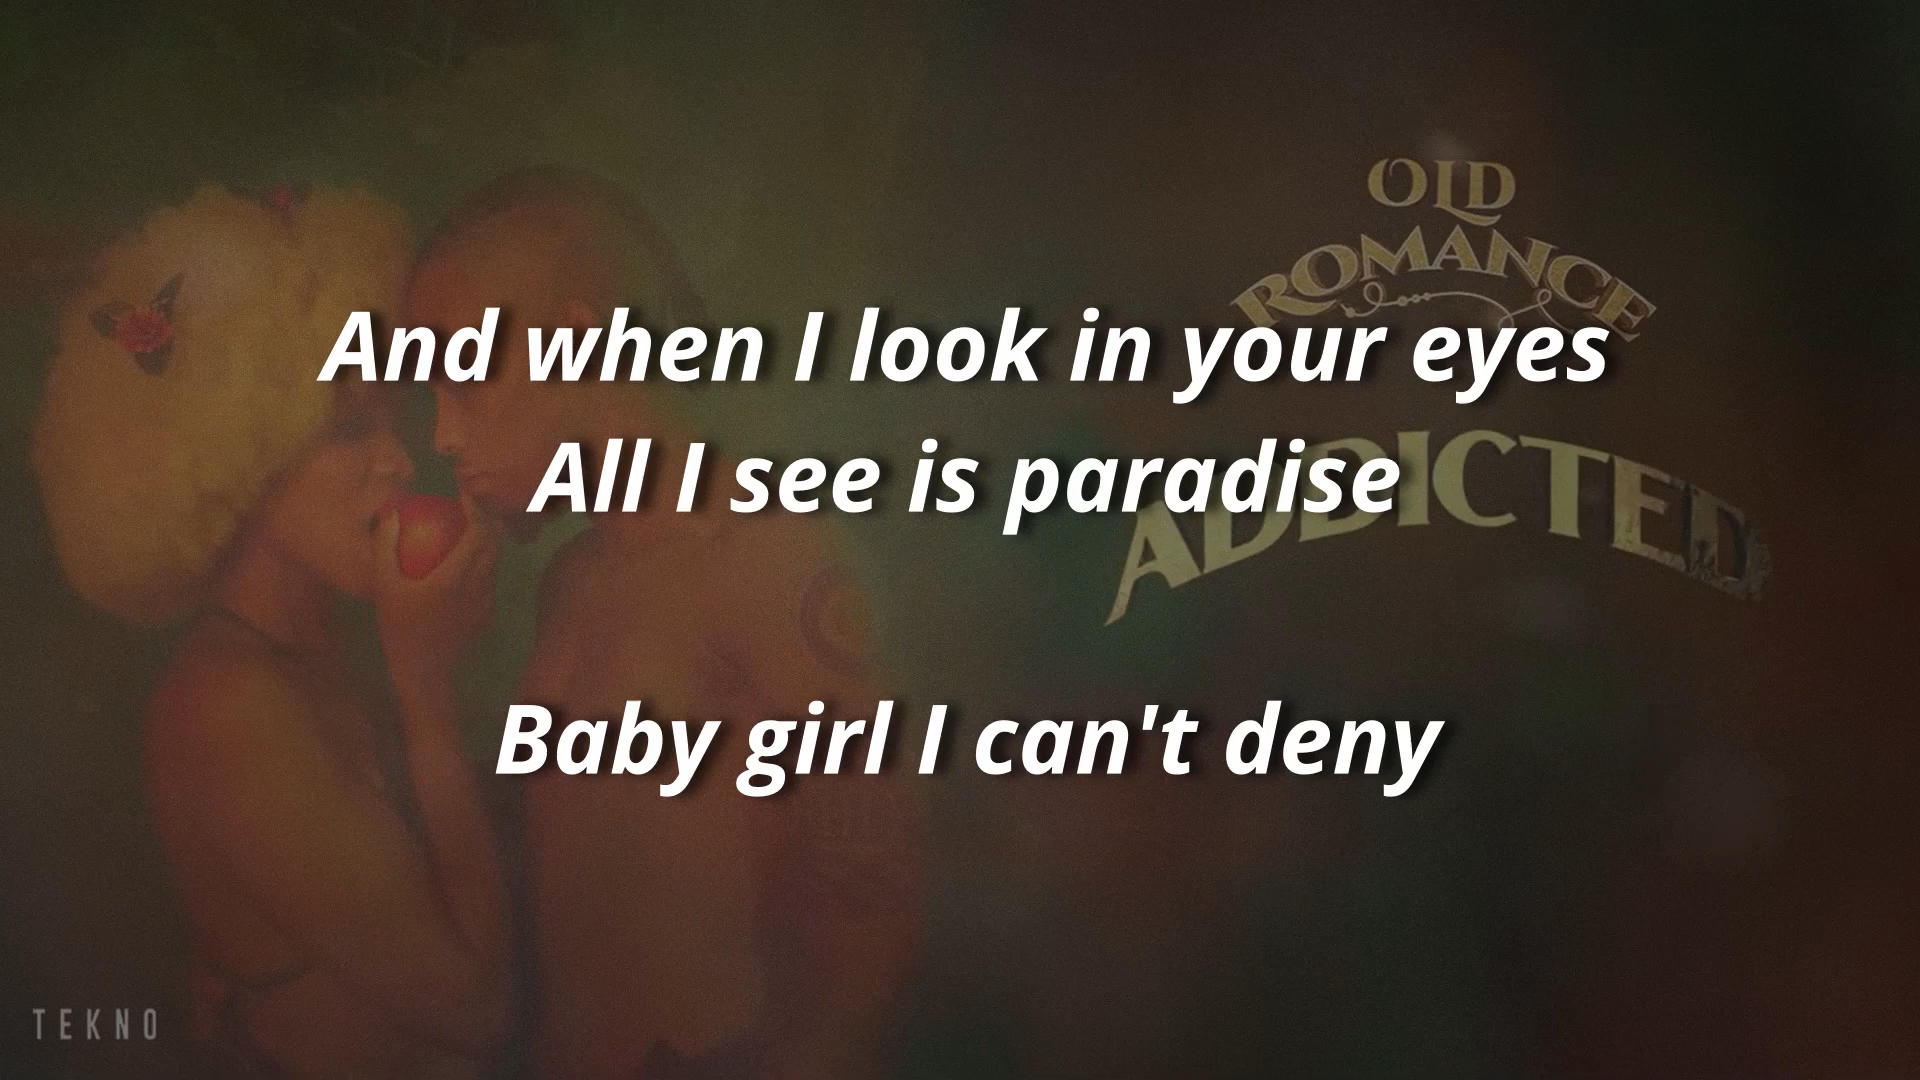 OLD
ROMANCE
And when I look in your eyes
All I see is paradise
ADDICTED
Baby girl I can't deny
TEKNO